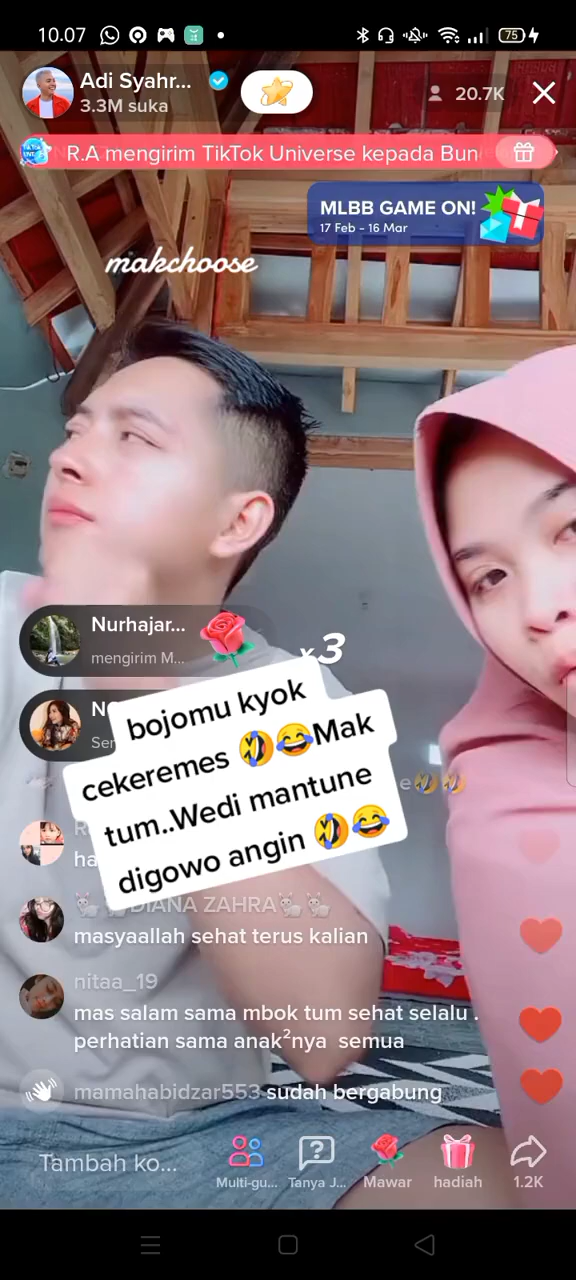 10.07
75
Adi Syahr...
3.3M suka
20.7K
R.A mengirim TikTok Universe kepada Bun
MLBB GAME ON!
17 Feb - 16 Mar
makchoose
Nurhajar...
mengirim M...
x3
bojomu kyok
cekeremes 🤣😂Mak
tum..Wedi mantune
digowo angin 🤣😂
e🤣🤣
ha
🐇🐇DIANA ZAHRA🐇🐇
masyaallah sehat terus kalian
nitaa_19
mas salam sama mbok tum sehat selalu .
perhatian sama anak²nya semua
mamahabidzar553 sudah bergabung
Tambah ko...
Multi-gu...
Tanya J...
Mawar
hadiah
1.2K